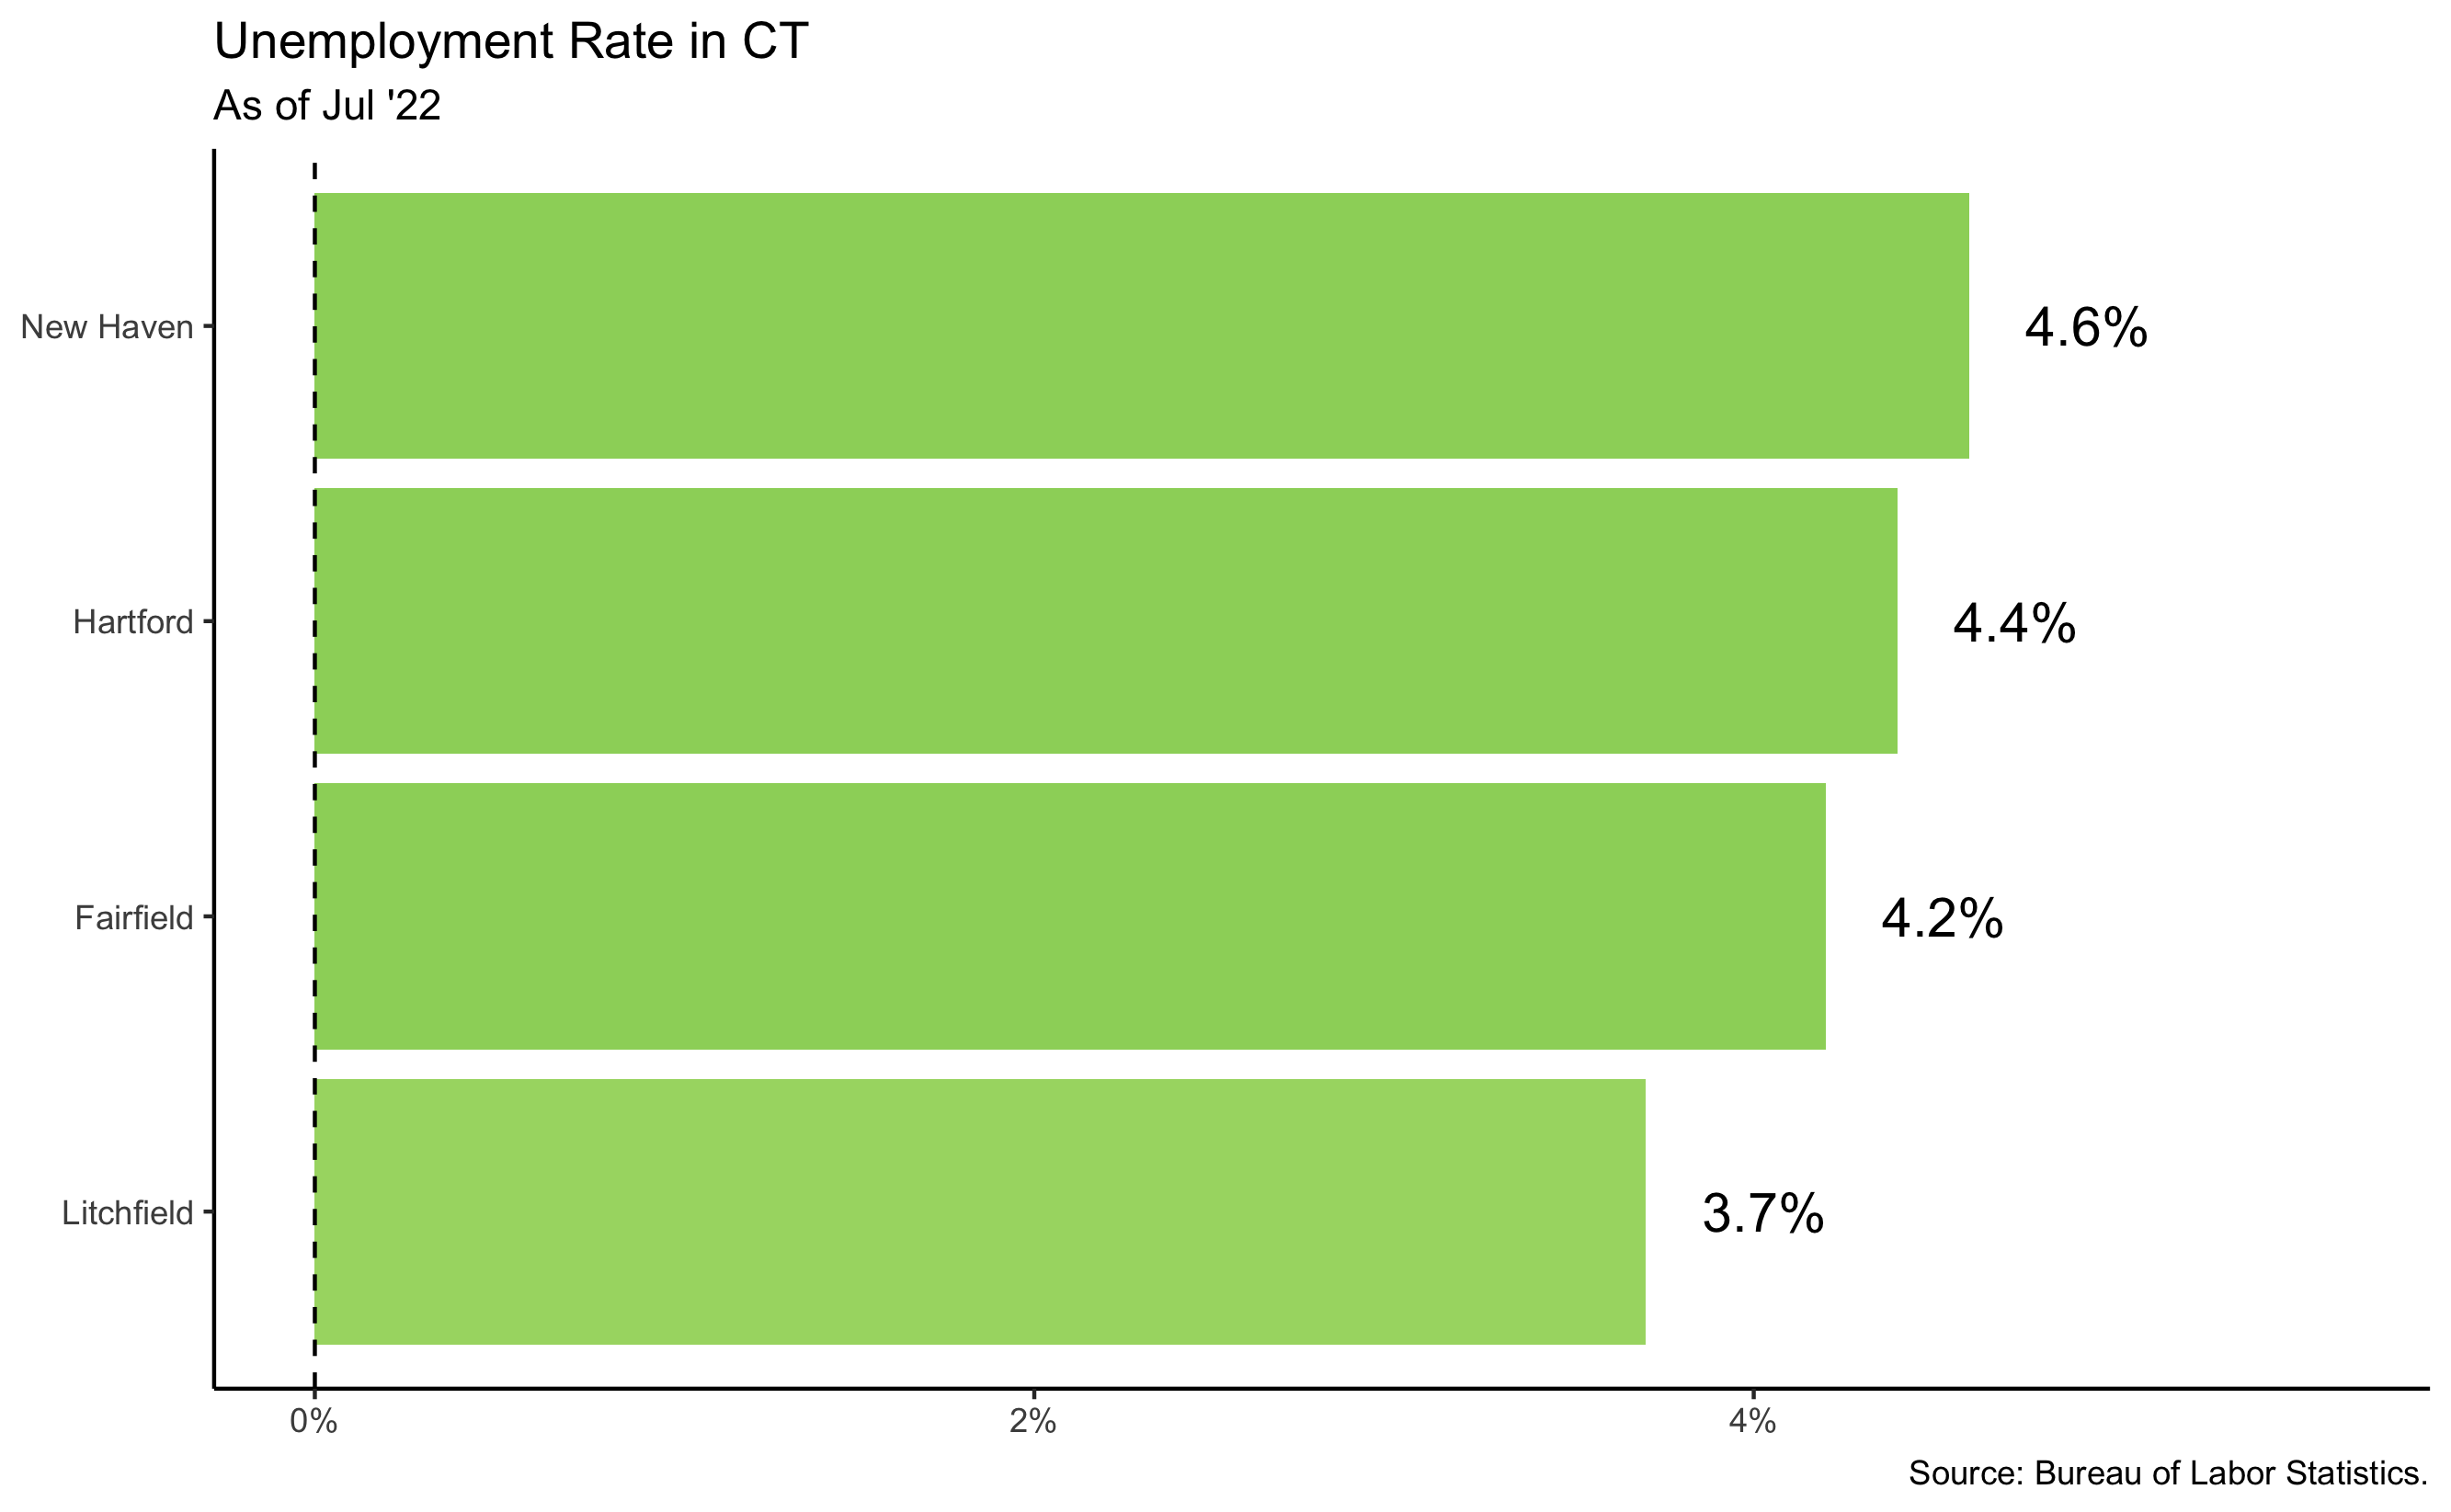 Unemployment Rate in CT
As of Jul '22
New Haven
4.6%
Hartford
4.4%
Fairfield
4.2%
Litchfield
3.7%
0%
2%
4%
Source: Bureau of Labor Statistics.